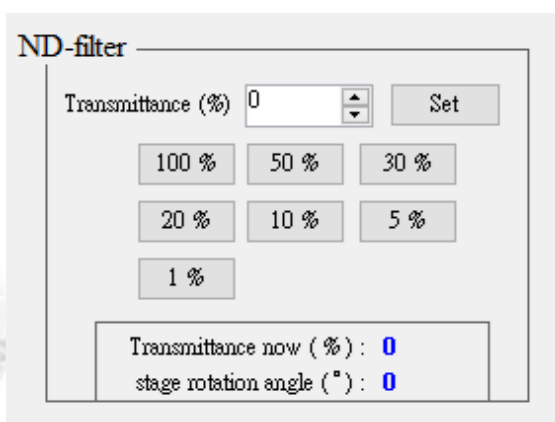 ND-filter
Transmittance (%) 0 Set
100 % 50 % 30 %
20 % 10 % 5 %
1 %
Transmittance now ( % ) : 0
stage rotation angle ( ° ) : 0